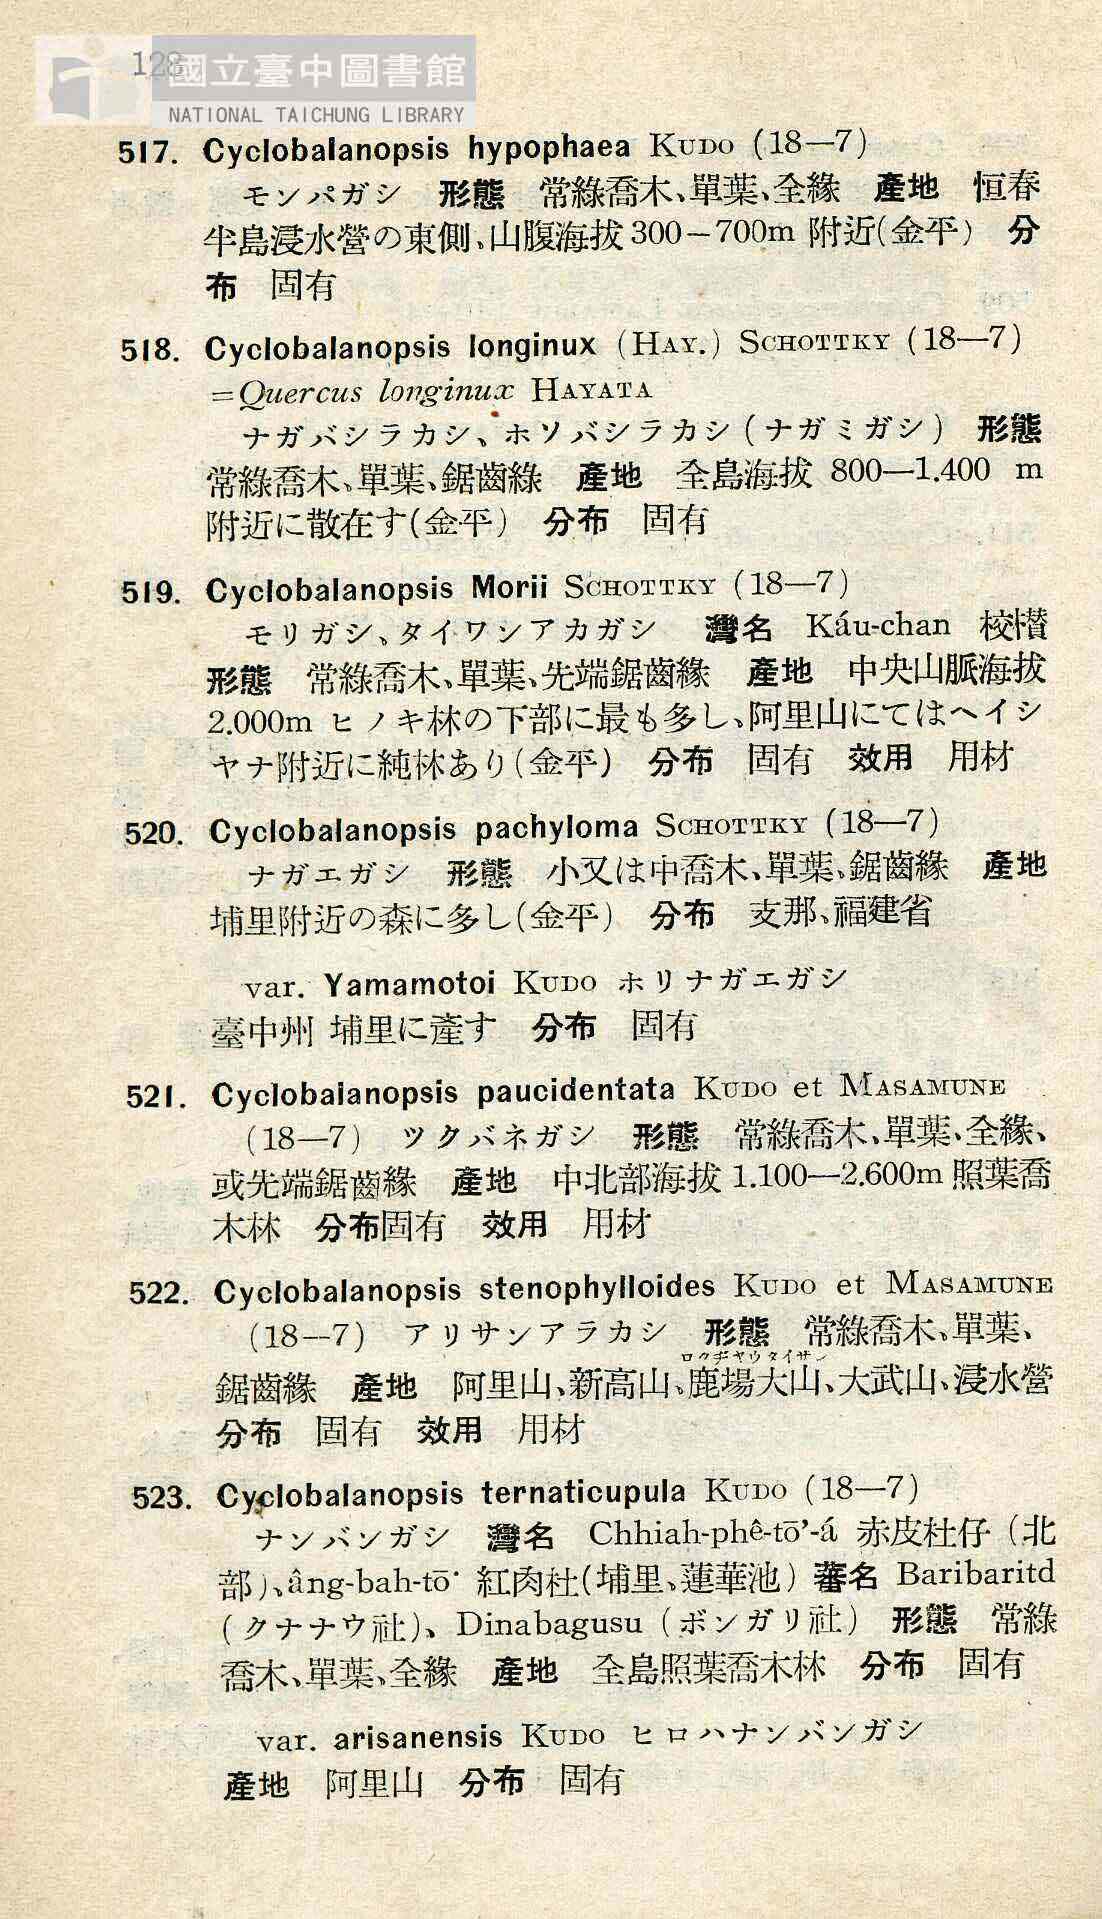 128
國立臺中圖書館
NATIONAL TAICHUNG LIBRARY
517. Cyclobalanopsis hypophaea KUDO (18—7)
モンパガシ 形態 常綠喬木、單葉、全緣 產地 恒春
半島浸水營の東側、山腹海拔300－700m 附近(金平) 分
布 固有
518. Cyclobalanopsis longinux (HAY.) SCHOTTKY (18—7)
=Quercus longinux HAYATA
ナガバシラカシ、ホソバシラカシ(ナガミガシ) 形態
常綠喬木、單葉、鋸齒緣 產地 全島海拔 800—1.400 m
附近に散在す(金平) 分布 固有
519. Cyclobalanopsis Morii SCHOTTKY (18—7)
モリガシ、タイワンアカガシ 灣名 Káu-chan 校欑
形態 常綠喬木、單葉、先端鋸齒緣 產地 中央山脈海拔
2.000m ヒノキ林の下部に最も多し、阿里山にてはヘイシ
ヤナ附近に純林あり(金平) 分布 固有 效用 用材
520. Cyclobalanopsis pachyloma SCHOTTKY (18—7)
ナガエガシ 形態 小又は中喬木、單葉、鋸齒緣 產地
埔里附近の森に多し(金平) 分布 支那、福建省
var. Yamamotoi KUDO ホリナガエガシ
臺中州 埔里に產す 分布 固有
521. Cyclobalanopsis paucidentata KUDO et MASAMUNE
(18—7) ツクバネガシ 形態 常綠喬木、單葉、全緣、
或先端鋸齒緣 產地 中北部海拔 1.100—2.600m 照葉喬
木林 分布固有 效用 用材
522. Cyclobalanopsis stenophylloides KUDO et MASAMUNE
(18—7) アリサンアラカシ 形態 常綠喬木、單葉、
ロクヂヤウタイサン
鋸齒緣 產地 阿里山、新高山、鹿場大山、大武山、浸水營
分布 固有 效用 用材
523. Cyclobalanopsis ternaticupula KUDO (18—7)
ナンバンガシ 灣名 Chhiah-phê-tō’-á 赤皮杜仔 (北
部)、âng-bah-tō· 紅肉杜(埔里、蓮華池) 蕃名 Baribaritd
(クナナウ社)、Dinabagusu (ボンガリ社) 形態 常綠
喬木、單葉、全緣 產地 全島照葉喬木林 分布 固有
var. arisanensis KUDO ヒロハナンバンガシ
產地 阿里山 分布 固有